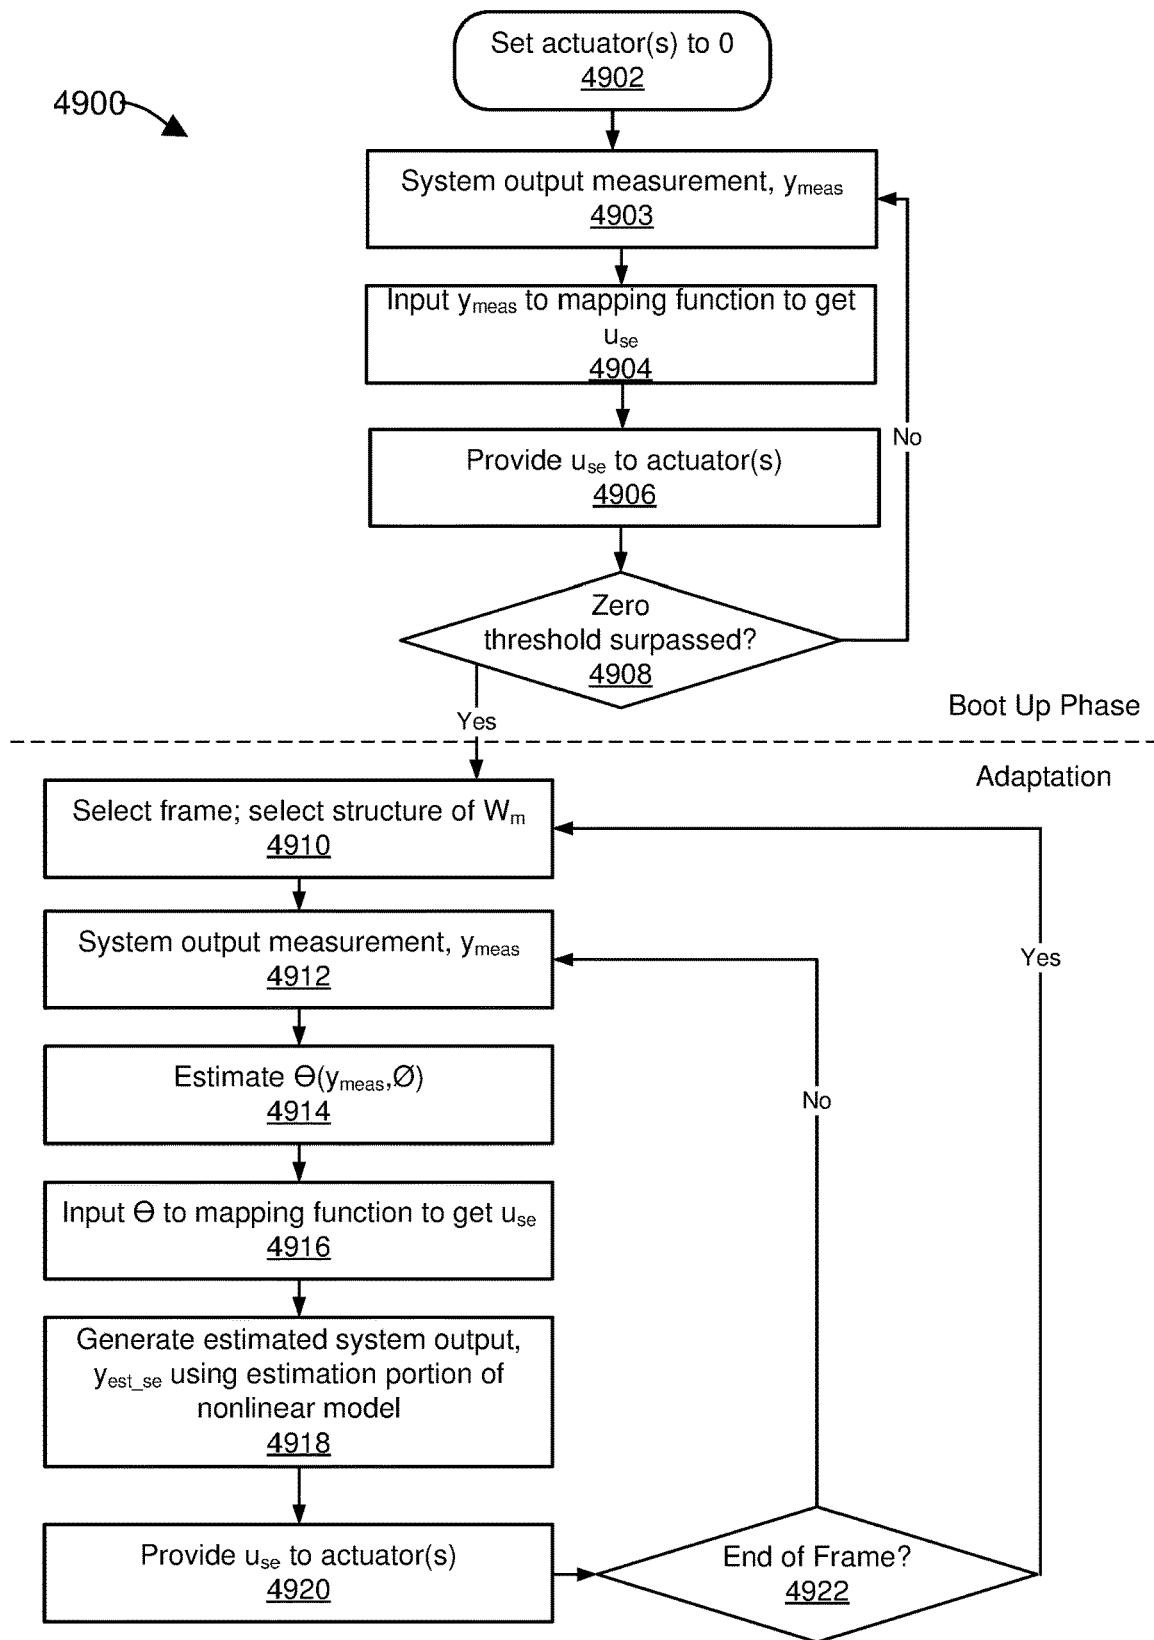 4900
Set actuator(s) to 0
4902
System output measurement, ymeas
4903
Input ymeas to mapping function to get
use
4904
Provide use to actuator(s)
4906
No
Zero
threshold surpassed?
4908
Yes
Boot Up Phase
Adaptation
Select frame; select structure of Wm
4910
System output measurement, ymeas
4912
Yes
Estimate Ɵ(ymeas,Ø)
4914
No
Input Ɵ to mapping function to get use
4916
Generate estimated system output,
yest_se using estimation portion of
nonlinear model
4918
Provide use to actuator(s)
4920
End of Frame?
4922